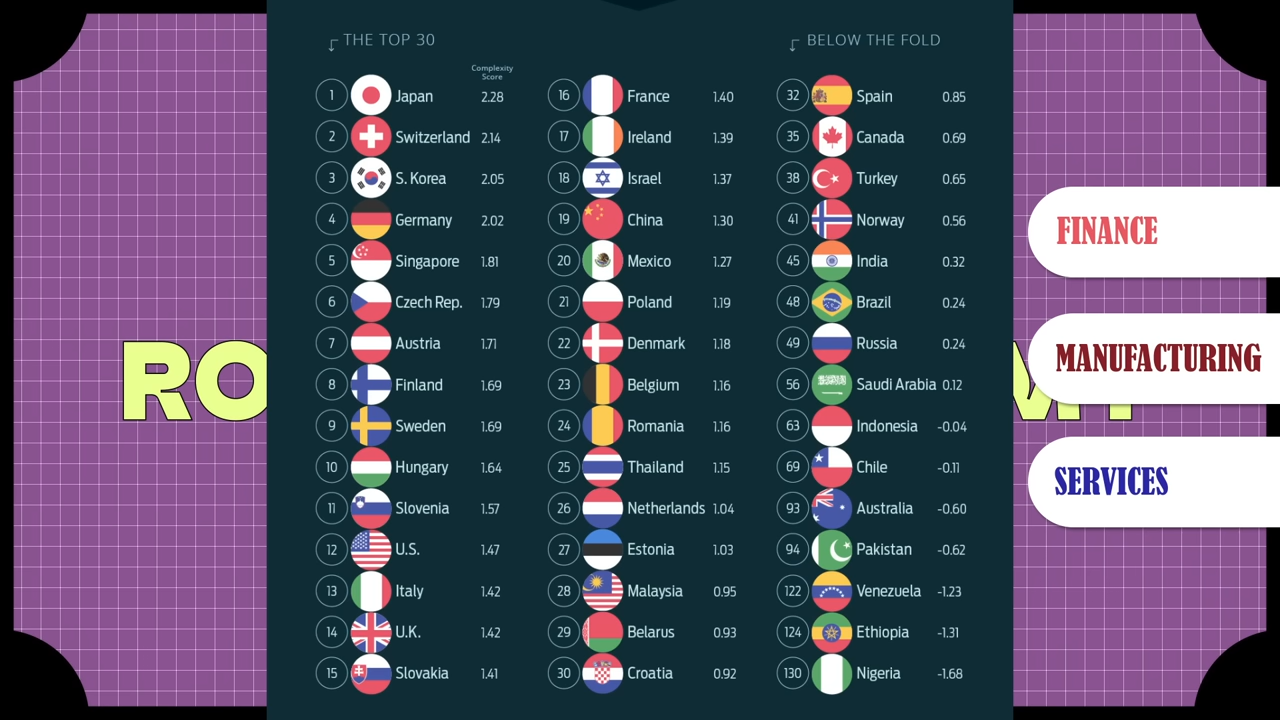 THE TOP 30
Complexity
Score
1 Japan 2.28
2 Switzerland 2.14
3 S. Korea 2.05
4 Germany 2.02
5 Singapore 1.81
6 Czech Rep. 1.79
7 Austria 1.71
8 Finland 1.69
9 Sweden 1.69
10 Hungary 1.64
11 Slovenia 1.57
12 U.S. 1.47
13 Italy 1.42
14 U.K. 1.42
15 Slovakia 1.41
16 France 1.40
17 Ireland 1.39
18 Israel 1.37
19 China 1.30
20 Mexico 1.27
21 Poland 1.19
22 Denmark 1.18
23 Belgium 1.16
24 Romania 1.16
25 Thailand 1.15
26 Netherlands 1.04
27 Estonia 1.03
28 Malaysia 0.95
29 Belarus 0.93
30 Croatia 0.92
BELOW THE FOLD
32 Spain 0.85
35 Canada 0.69
38 Turkey 0.65
41 Norway 0.56
45 India 0.32
48 Brazil 0.24
49 Russia 0.24
56 Saudi Arabia 0.12
63 Indonesia -0.04
69 Chile -0.11
93 Australia -0.60
94 Pakistan -0.62
122 Venezuela -1.23
124 Ethiopia -1.31
130 Nigeria -1.68
FINANCE
MANUFACTURING
SERVICES